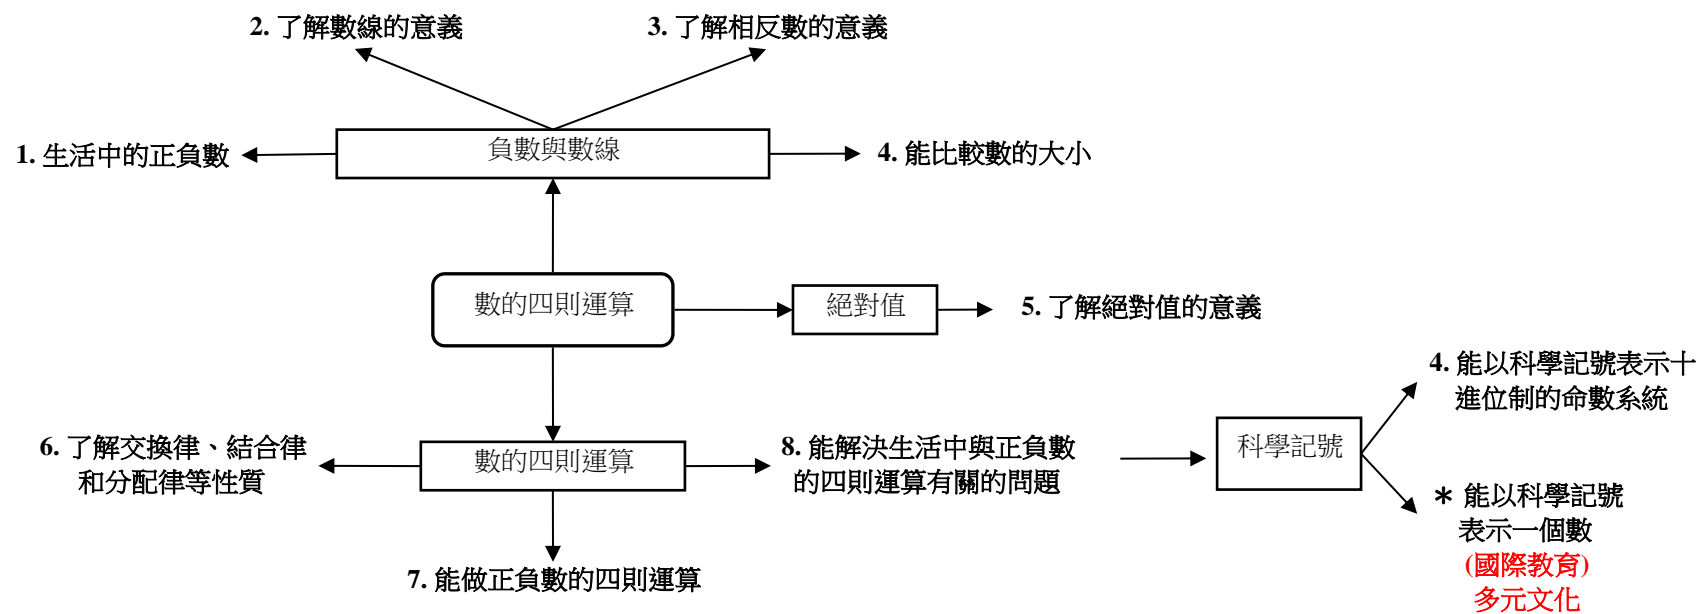 2. 了解數線的意義
3. 了解相反數的意義
1. 生活中的正負數
負數與數線
4. 能比較數的大小
數的四則運算
絕對值
5. 了解絕對值的意義
6. 了解交換律、結合律
和分配律等性質
數的四則運算
8. 能解決生活中與正負數
的四則運算有關的問題
科學記號
4. 能以科學記號表示十
進位制的命數系統
＊ 能以科學記號
表示一個數
(國際教育)
多元文化
7. 能做正負數的四則運算